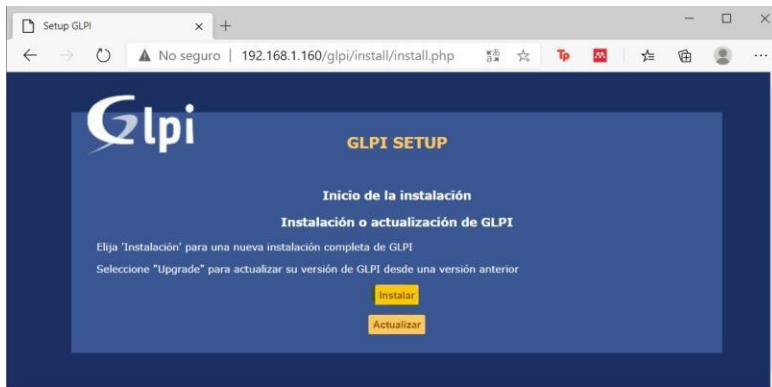 Setup GLPI
No seguro | 192.168.1.160/glpi/install/install.php
Tp
Glpi
GLPI SETUP
Inicio de la instalación
Instalación o actualización de GLPI
Elija 'Instalación' para una nueva instalación completa de GLPI
Seleccione "Upgrade" para actualizar su versión de GLPI desde una versión anterior
Instalar
Actualizar